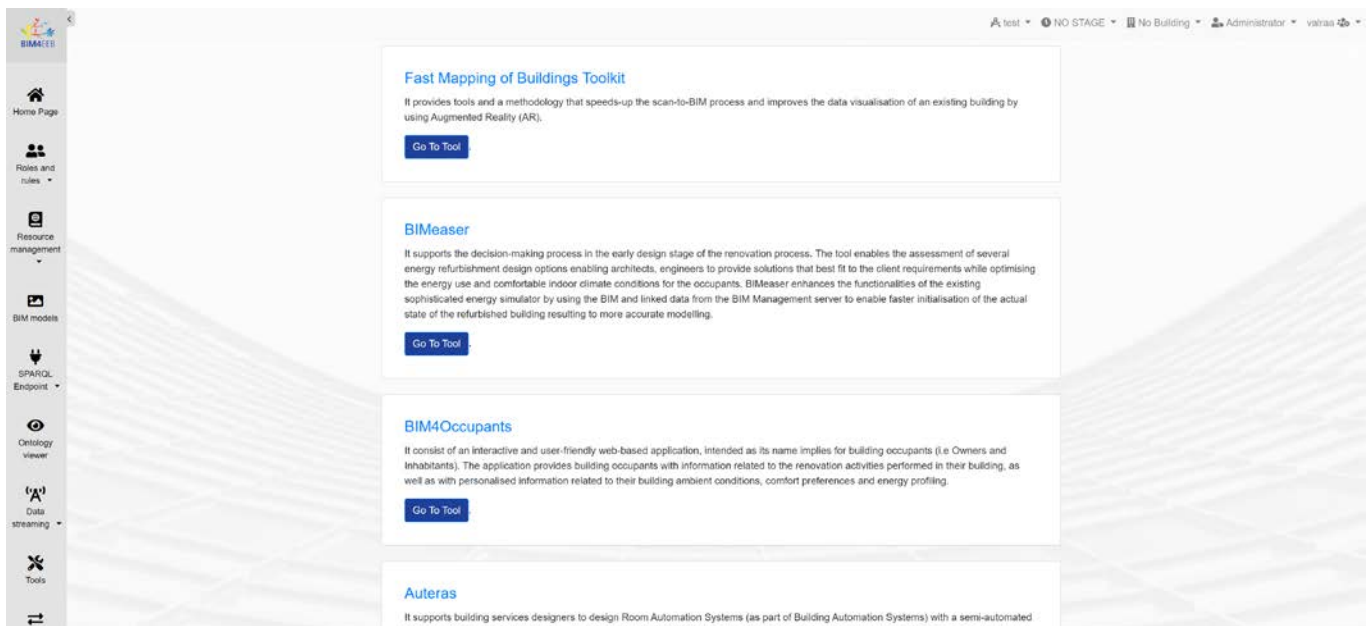 BIM4EEB
test NO STAGE No Building Administrator valras
Home Page
Roles and
rules
Resource
management
BIM models
SPARQL
Endpoint
Ontology
viewer
Data
streaming
Tools
Fast Mapping of Buildings Toolkit
It provides tools and a methodology that speeds-up the scan-to-BIM process and improves the data visualisation of an existing building by
using Augmented Reality (AR).
Go To Tool
BIMeaser
It supports the decision-making process in the early design stage of the renovation process. The tool enables the assessment of several
energy refurbishment design options enabling architects, engineers to provide solutions that best fit to the client requirements while optimising
the energy use and comfortable indoor climate conditions for the occupants. BIMeaser enhances the functionalities of the existing
sophisticated energy simulator by using the BIM and linked data from the BIM Management server to enable faster initialisation of the actual
state of the refurbished building resulting to more accurate modelling.
Go To Tool
BIM4Occupants
It consist of an interactive and user-friendly web-based application, intended as its name implies for building occupants (i.e Owners and
Inhabitants). The application provides building occupants with information related to the renovation activities performed in their building, as
well as with personalised information related to their building ambient conditions, comfort preferences and energy profiling.
Go To Tool
Auteras
It supports building services designers to design Room Automation Systems (as part of Building Automation Systems) with a semi-automated